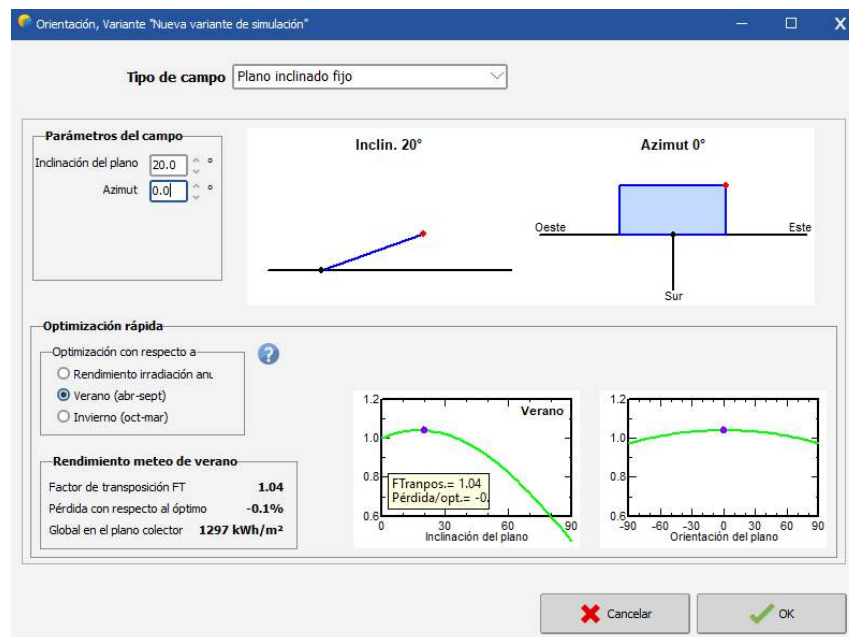 Orientación, Variante "Nueva variante de simulación"
Tipo de campo Plano inclinado fijo
Parámetros del campo
Inclinación del plano 20.0 °
Azimut 0.0 °
Inclin. 20°
Azimut 0°
Oeste
Este
Sur
Optimización rápida
Optimización con respecto a
Rendimiento irradiación anu
Verano (abr-sept)
Invierno (oct-mar)
?
Rendimiento meteo de verano
Factor de transposición FT 1.04
Pérdida con respecto al óptimo -0.1%
Global en el plano colector 1297 kWh/m²
Verano
1.2
1.0
0.8
0.6
FTranpos.= 1.04
Pérdida/opt.= -0.
0 30 60 90
Inclinación del plano
1.2
1.0
0.8
0.6
-90 -60 -30 0 30 60 90
Orientación del plano
Cancelar
OK